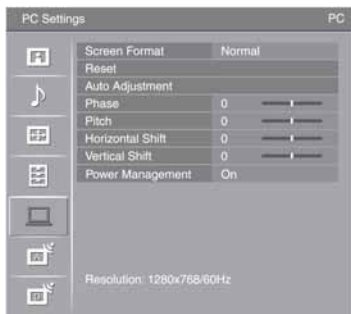 PC Settings PC
Screen Format Normal
Reset
Auto Adjustment
Phase 0
Pitch 0
Horizontal Shift 0
Vertical Shift 0
Power Management On
Resolution: 1280x768/60Hz